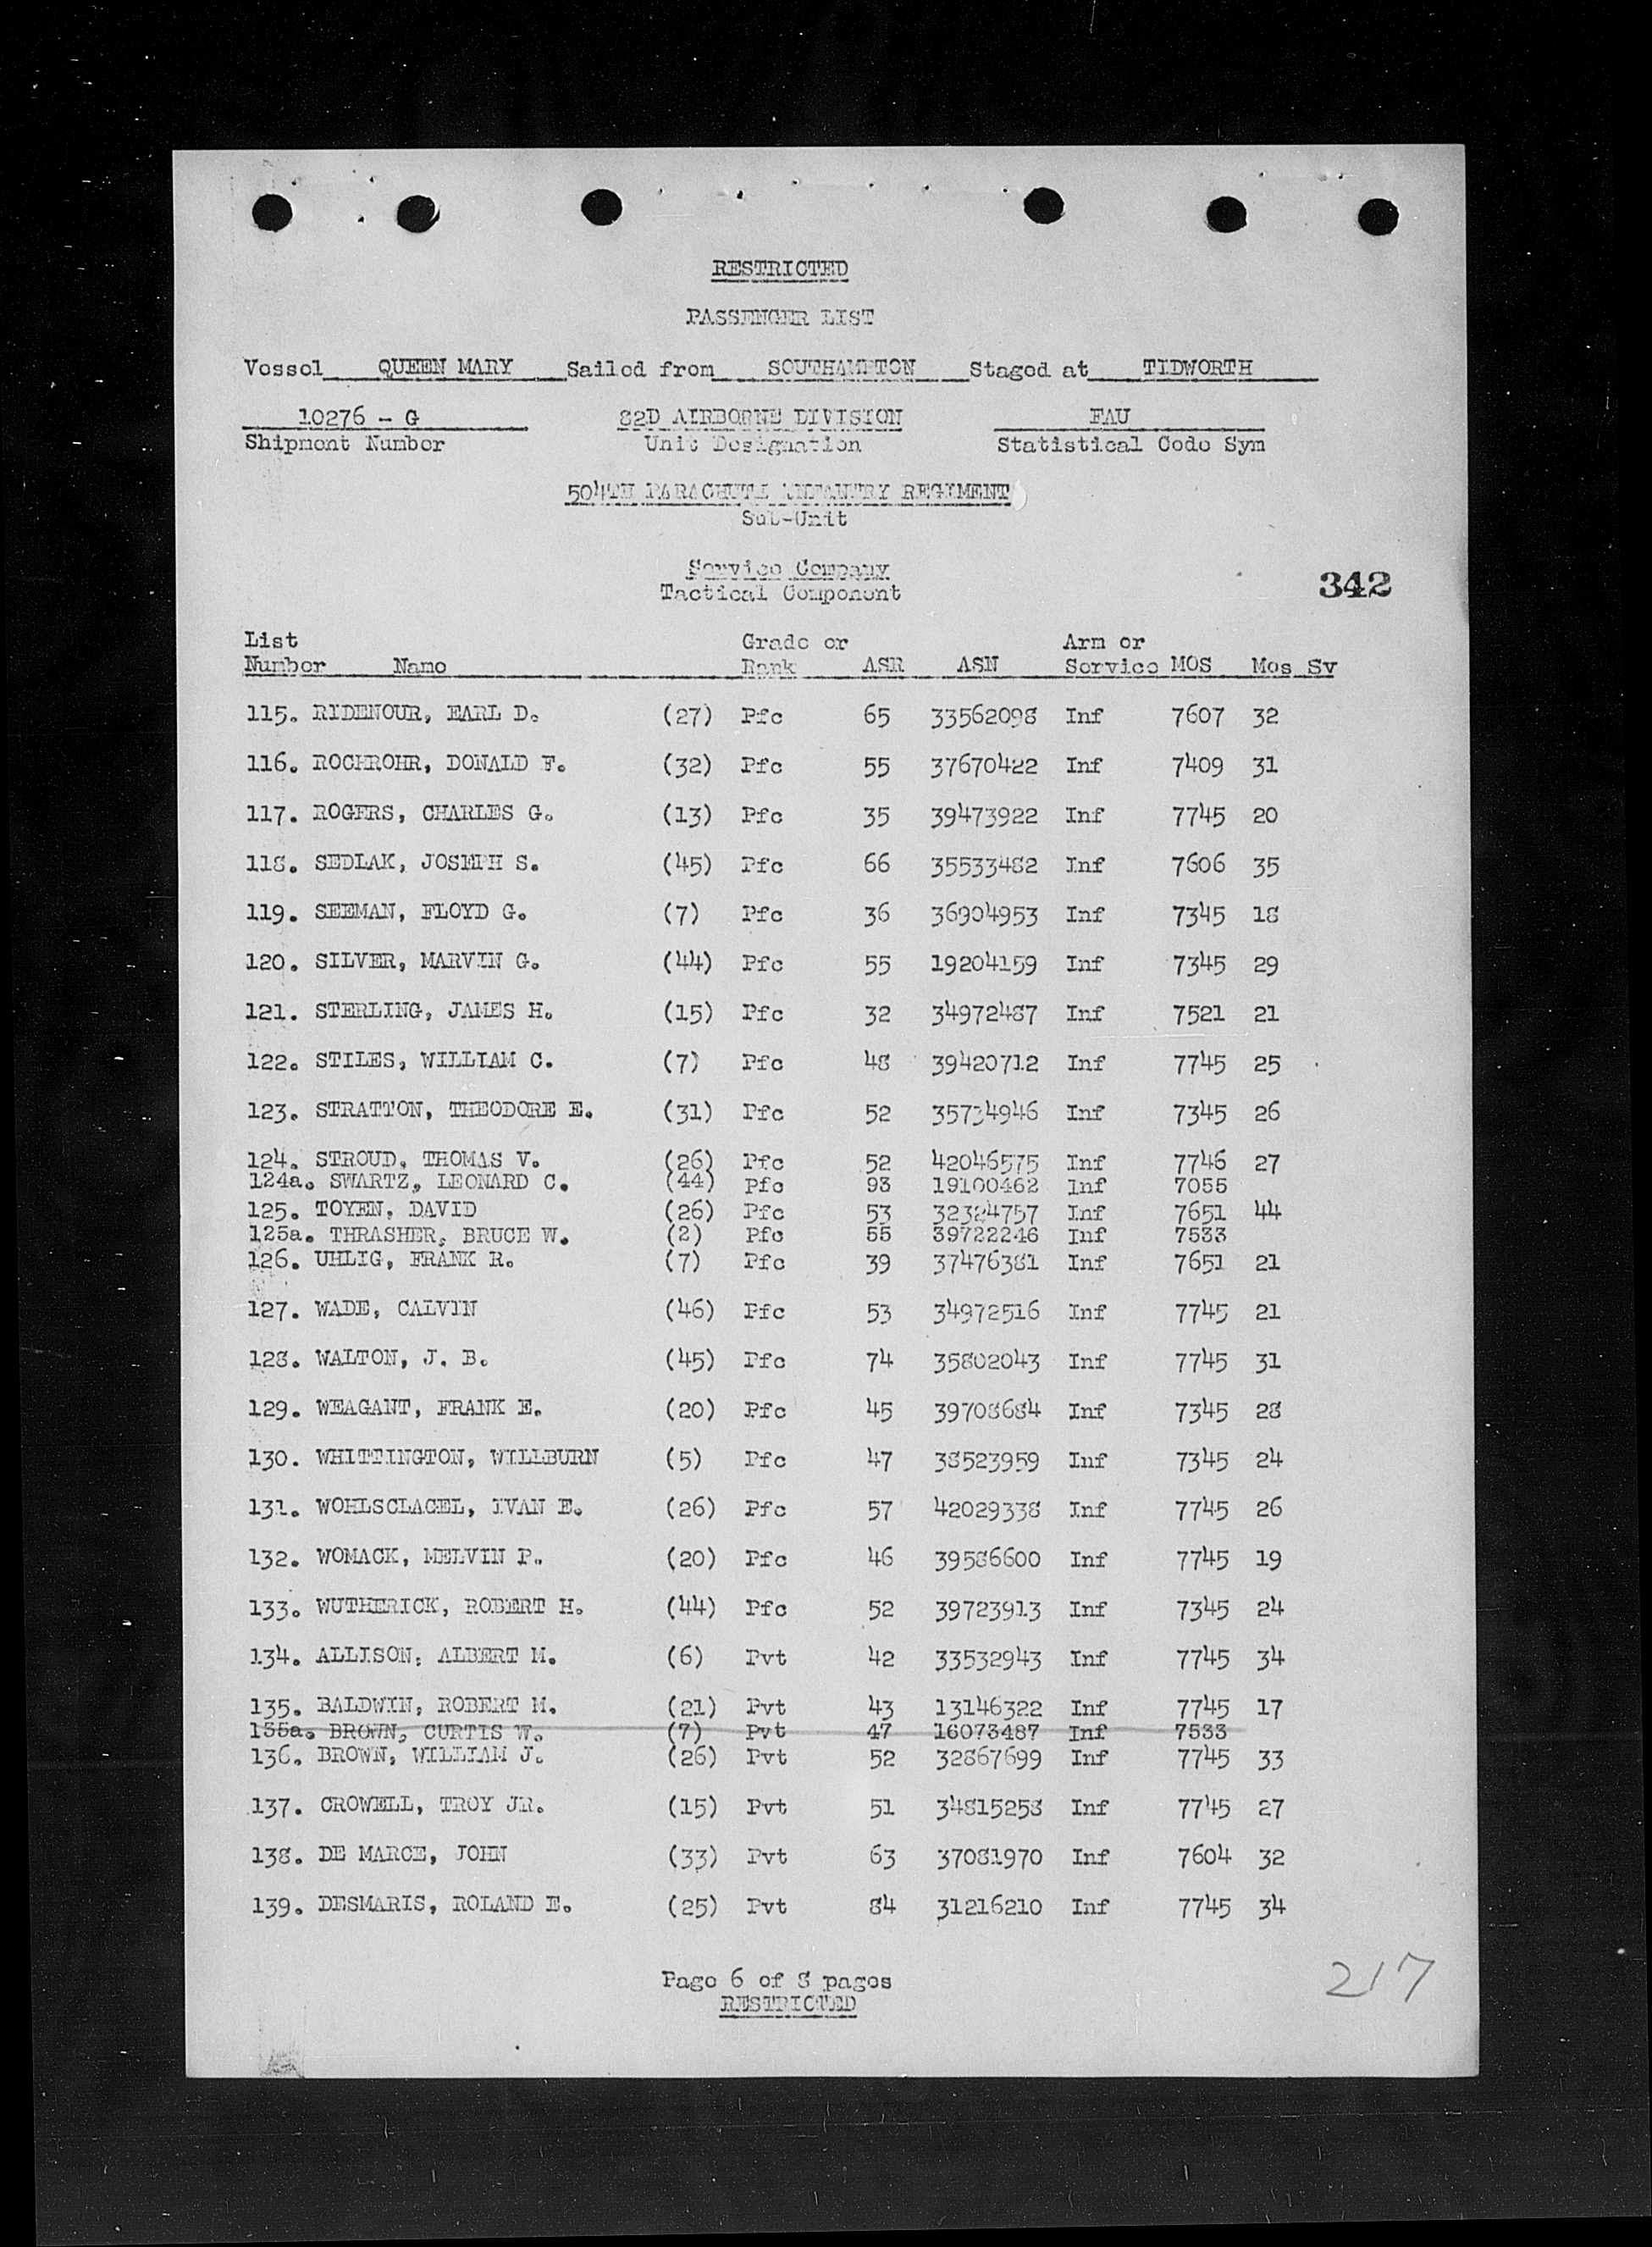 RESTRICTED
PASSENGER LIST
Vessel QUEEN MARY Sailed from SOUTHAMPTON Staged at TIDWORTH
10276 - G 82D AIRBORNE DIVISION FAU
Shipment Number Unit Designation Statistical Code Sym
504TH PARACHUTE INFANTRY REGIMENT
Sub-Unit
Service Company
Tactical Component
342
List Grade or Arm or
Number Name Rank ASR ASN Service MOS Mos Sv
115. RIDENOUR, EARL D. (27) Pfc 65 33562098 Inf 7607 32
116. ROCHROHR, DONALD F. (32) Pfc 55 37670422 Inf 7409 31
117. ROGERS, CHARLES G. (13) Pfc 35 39473922 Inf 7745 20
118. SEDLAK, JOSEPH S. (45) Pfc 66 35533482 Inf 7606 35
119. SEEMAN, FLOYD G. (7) Pfc 36 36904953 Inf 7345 18
120. SILVER, MARVIN G. (44) Pfc 55 19204159 Inf 7345 29
121. STERLING, JAMES H. (15) Pfc 32 34972487 Inf 7521 21
122. STILES, WILLIAM C. (7) Pfc 48 39420712 Inf 7745 25
123. STRATTON, THEODORE E. (31) Pfc 52 35734946 Inf 7345 26
124. STROUD, THOMAS V. (26) Pfc 52 42046575 Inf 7746 27
124a. SWARTZ, LEONARD C. (44) Pfc 93 19100462 Inf 7055
125. TOYEN, DAVID (26) Pfc 53 32324757 Inf 7651 44
125a. THRASHER, BRUCE W. (2) Pfc 55 39722246 Inf 7533
126. UHLIG, FRANK R. (7) Pfc 39 37476381 Inf 7651 21
127. WADE, CALVIN (46) Pfc 53 34972516 Inf 7745 21
128. WALTON, J. B. (45) Pfc 74 35802043 Inf 7745 31
129. WEAGANT, FRANK E. (20) Pfc 45 39708684 Inf 7345 28
130. WHITTINGTON, WILLBURN (5) Pfc 47 38523959 Inf 7345 24
131. WOHLSCLAGEL, IVAN E. (26) Pfc 57 42029338 Inf 7745 26
132. WOMACK, MELVIN P. (20) Pfc 46 39586600 Inf 7745 19
133. WUTHERICK, ROBERT H. (44) Pfc 52 39723913 Inf 7345 24
134. ALLISON, ALBERT M. (6) Pvt 42 33532943 Inf 7745 34
135. BALDWIN, ROBERT M. (21) Pvt 43 13146322 Inf 7745 17
135a. BROWN, CURTIS W. (7) Pvt 47 16073487 Inf 7533
136. BROWN, WILLIAM J. (26) Pvt 52 32867699 Inf 7745 33
137. CROWELL, TROY JR. (15) Pvt 51 34815258 Inf 7745 27
138. DE MARCE, JOHN (33) Pvt 63 37081970 Inf 7604 32
139. DESMARIS, ROLAND E. (25) Pvt 84 31216210 Inf 7745 34
Page 6 of 8 pages
RESTRICTED
217